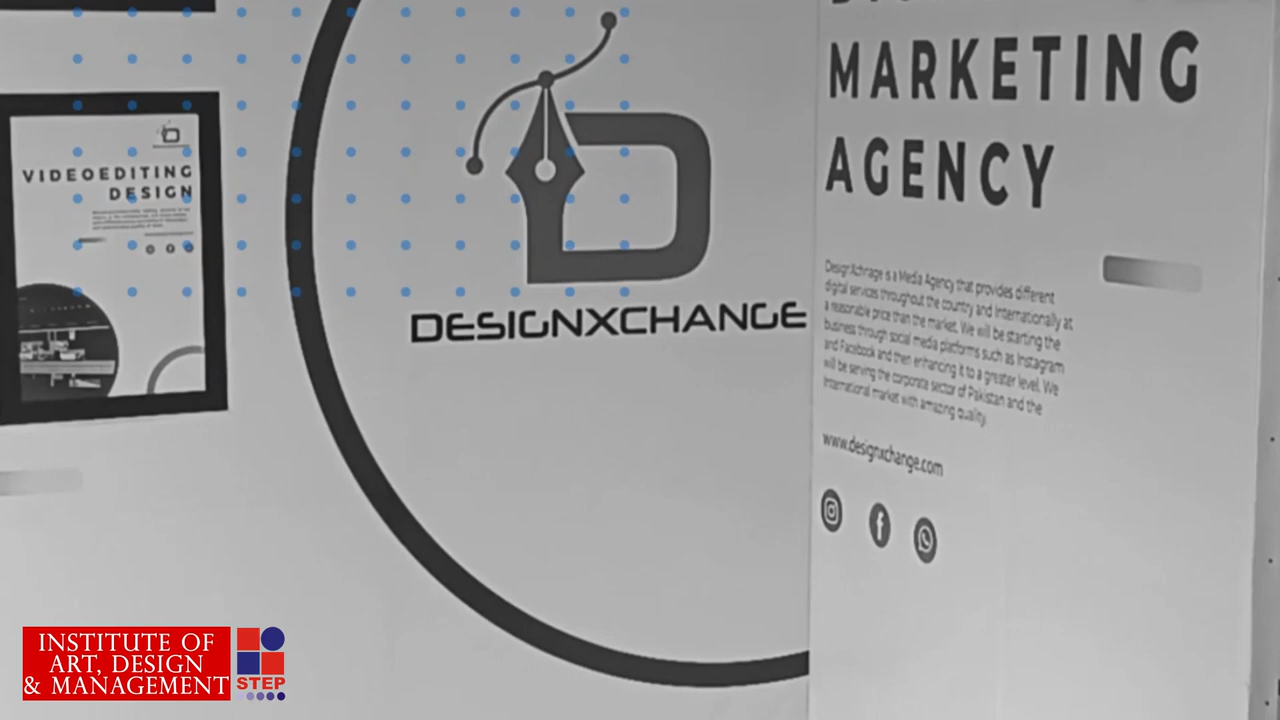 VIDEOEDITING
DESIGN
DESIGNXCHANGE
MARKETING
AGENCY
DesignXchnage is a Media Agency that provides different
digital services throughout the country and Internationally at
a reasonable price than the market. We will be starting the
business through social media platforms such as Instagram
and Facebook and then enhancing it to a greater level. We
will be serving the corporate sector of Pakistan and the
International market with amazing quality.
www.designxchange.com
INSTITUTE OF
ART, DESIGN
& MANAGEMENT
STEP